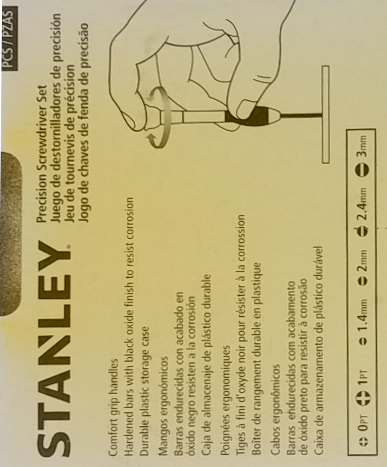 PCS / PZAS
STANLEY®
Precision Screwdriver Set
Juego de destornilladores de precisión
Jeu de tournevis de précision
Jogo de chaves de fenda de precisão
Comfort grip handles
Hardened bars with black oxide finish to resist corrosion
Durable plastic storage case
Mangos ergonómicos
Barras endurecidas con acabado en
óxido negro resisten a la corrosión
Caja de almacenaje de plástico durable
Poignées ergonomiques
Tiges à fini d'oxyde noir pour résister à la corrossion
Boîter de rangement durable en plastique
Cabos ergonômicos
Barras endurecidas com acabamento
de óxido preto para resistir à corrosão
Caixa de armazenamento de plástico durável
0PT 1PT 1.4mm 2mm 2.4mm 3mm